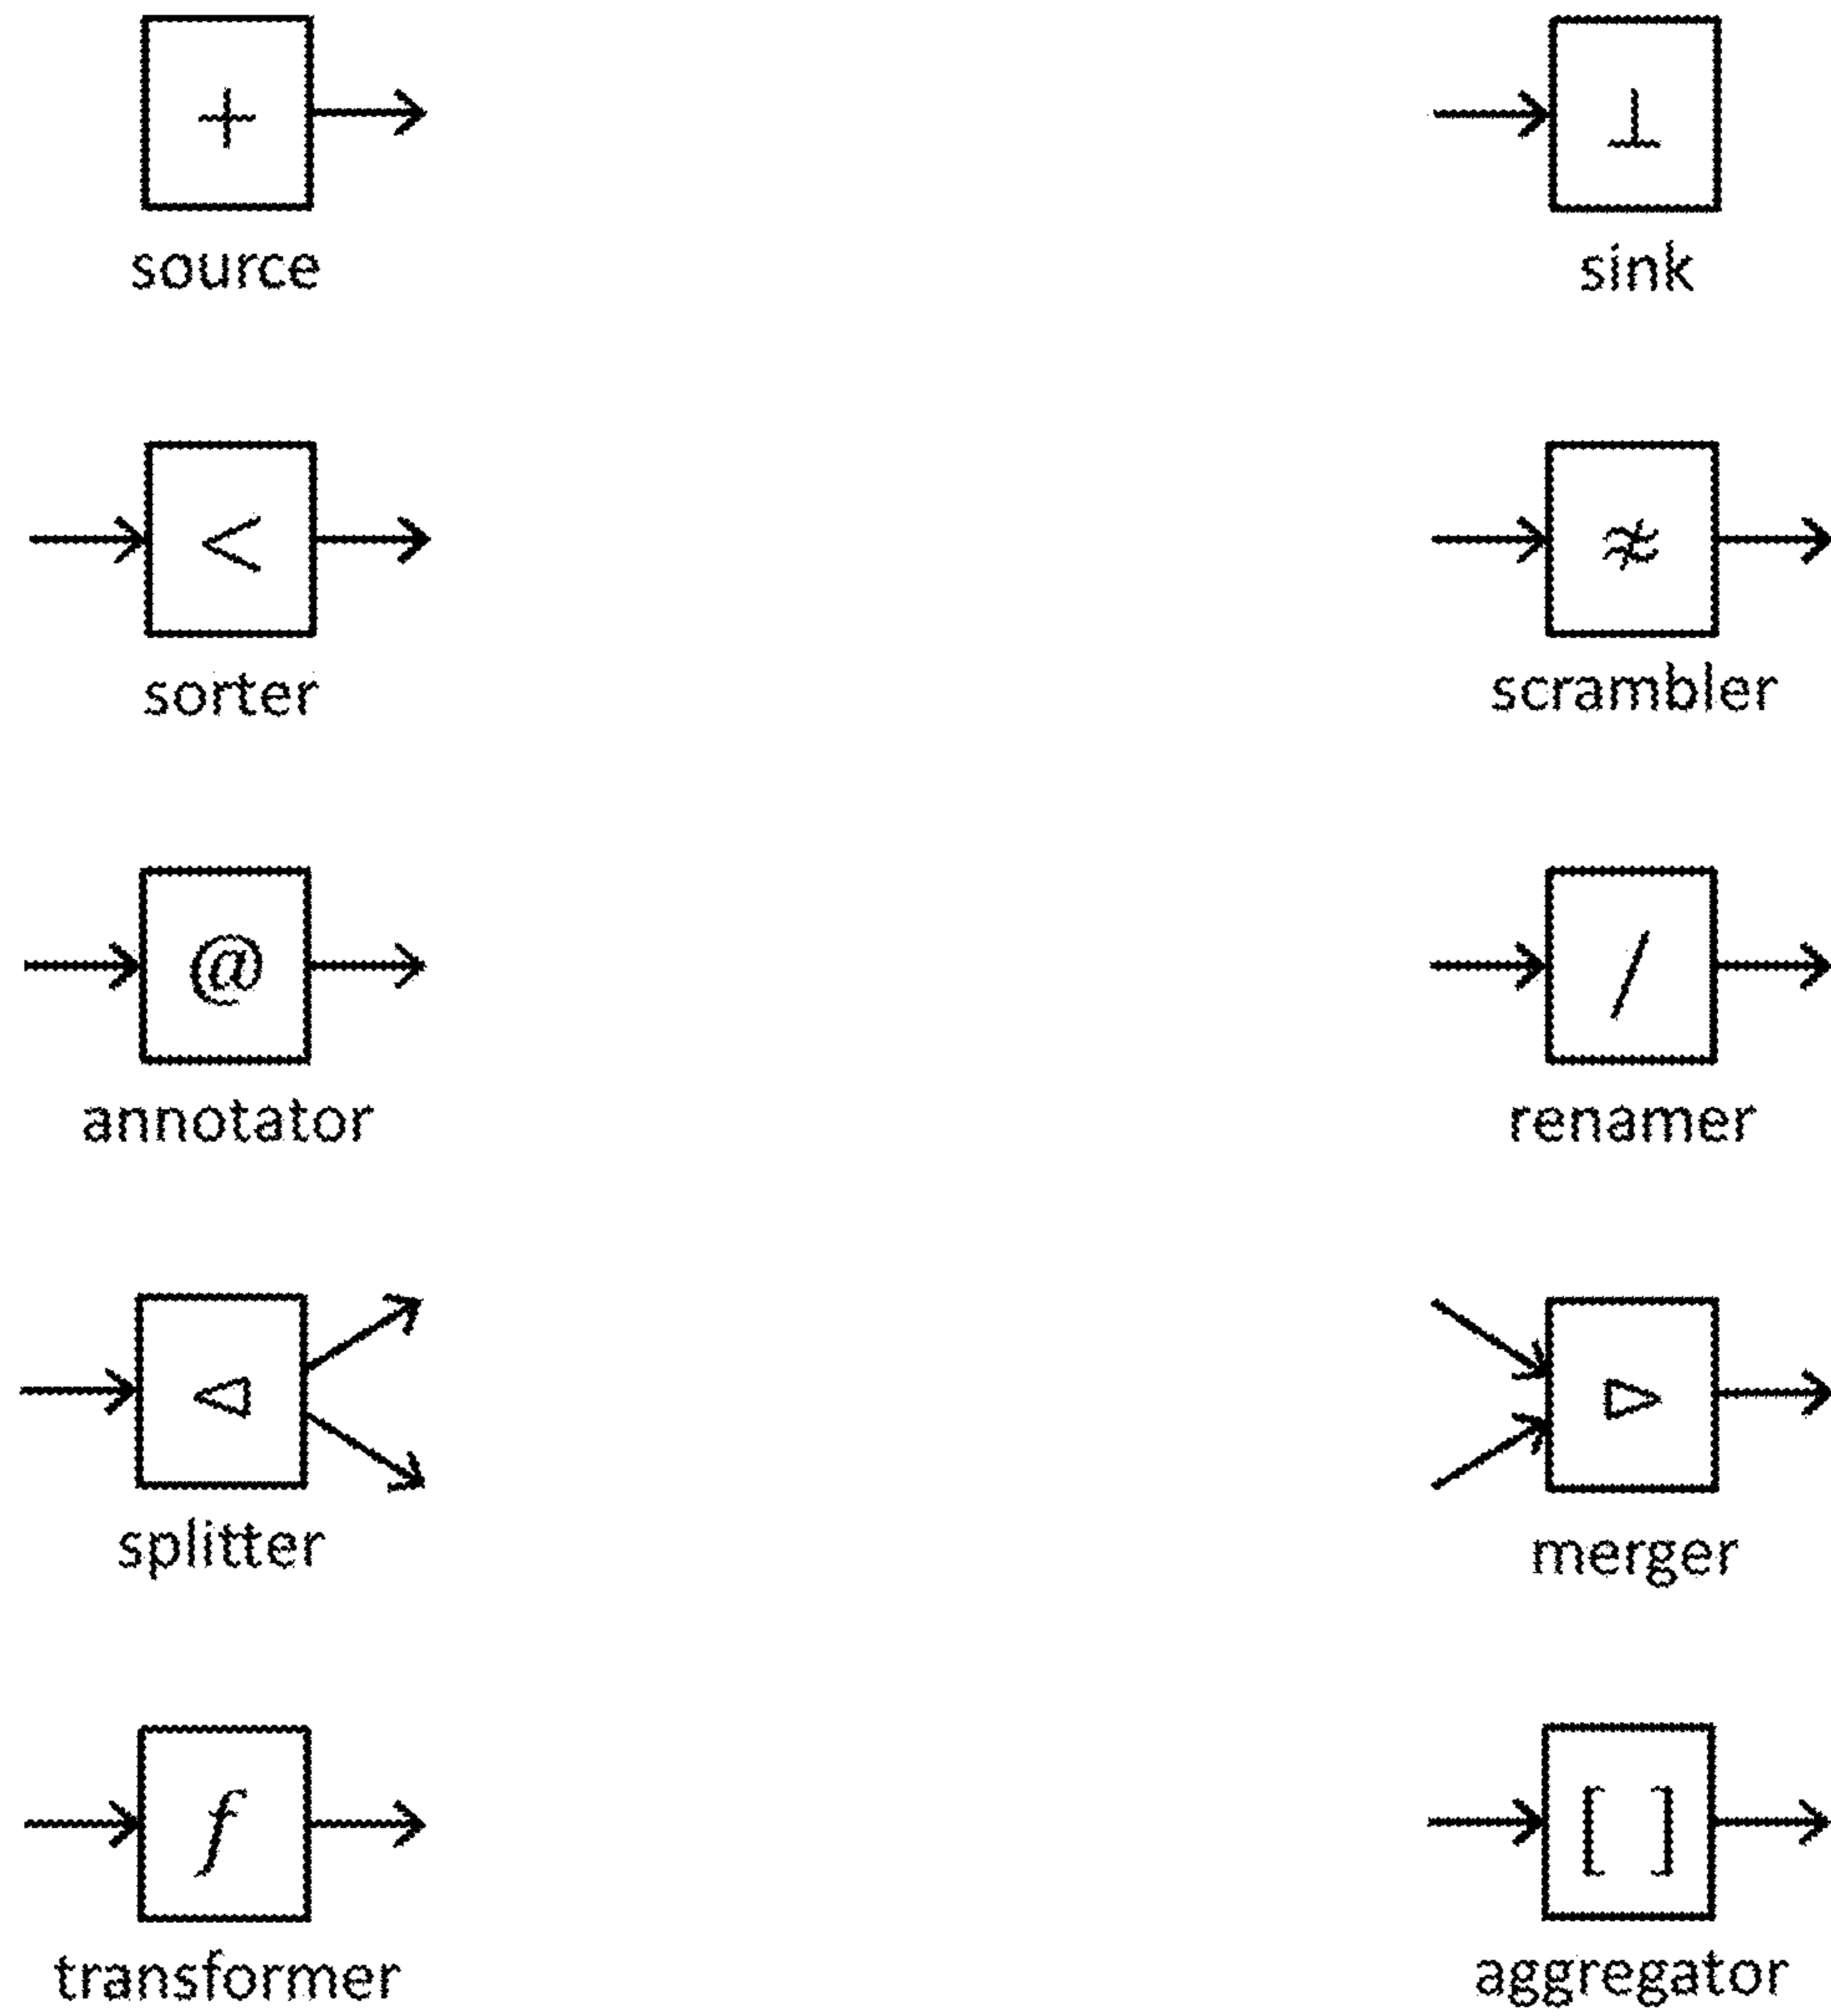 + ⊥
source sink
< ≉
sorter scrambler
@ /
annotator renamer
◁ ▷
splitter merger
f [ ]
transformer aggregator